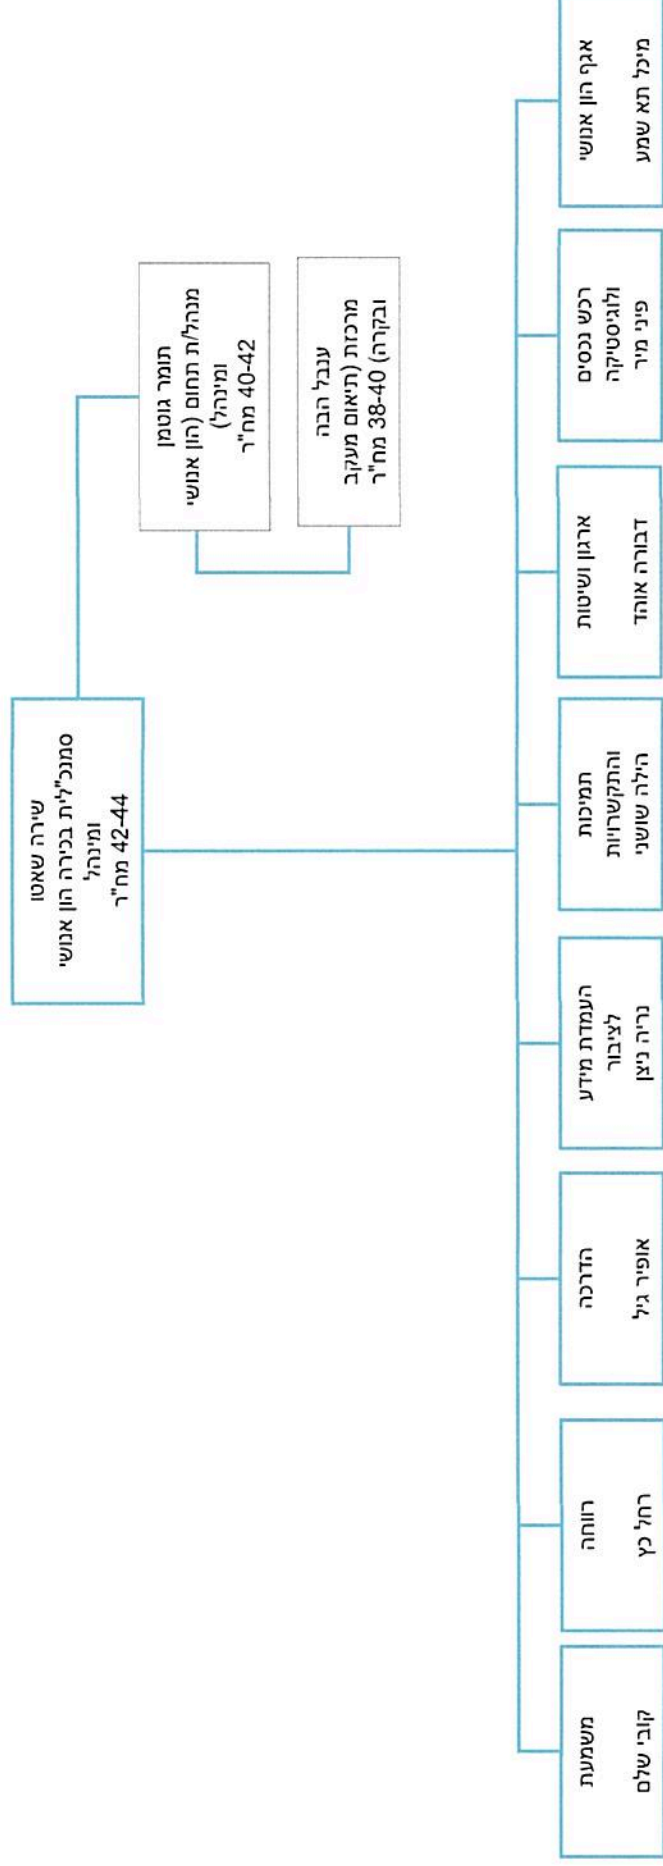 שירה שאטו
סמנכ"לית בכירה הון אנושי
ומינהל
42-44 מח"ר
תומר גוטמן
מנהל/ת תחום (הון אנושי
ומינהל)
40-42 מח"ר
ענבל הבה
מרכזת (תיאום מעקב
ובקרה) 38-40 מח"ר
אגף הון אנושי
מיכל תא שמע
רכש נכסים
ולוגיסטיקה
פיני מיר
ארגון ושיטות
דבורה אוהד
תמיכות
והתקשרויות
הילה שושני
העמדת מידע
לציבור
נריה ניצן
הדרכה
אופיר גיל
רווחה
רחל כץ
משמעת
קובי שלם